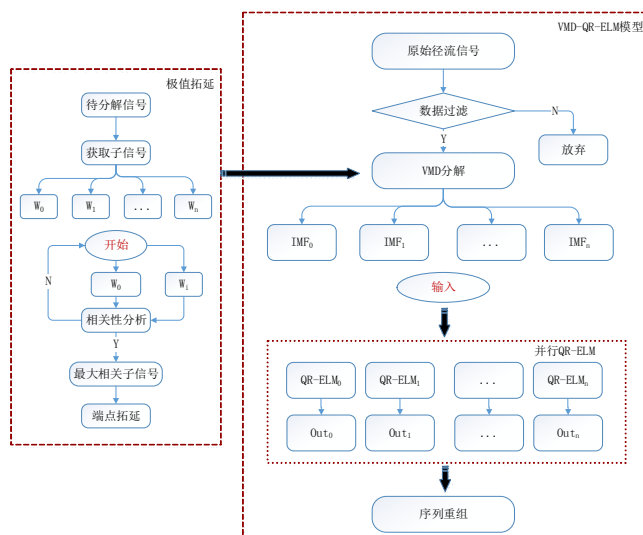 极值拓延
待分解信号
获取子信号
W₀ W₁ ... Wₙ
开始
N W₀ Wᵢ
相关性分析
Y
最大相关子信号
端点拓延
VMD-QR-ELM模型
原始径流信号
数据过滤 N
Y
放弃
VMD分解
IMF₀ IMF₁ ... IMFₙ
输入
并行QR-ELM
QR-ELM₀ QR-ELM₁ ... QR-ELMₙ
Out₀ Out₁ ... Outₙ
序列重组